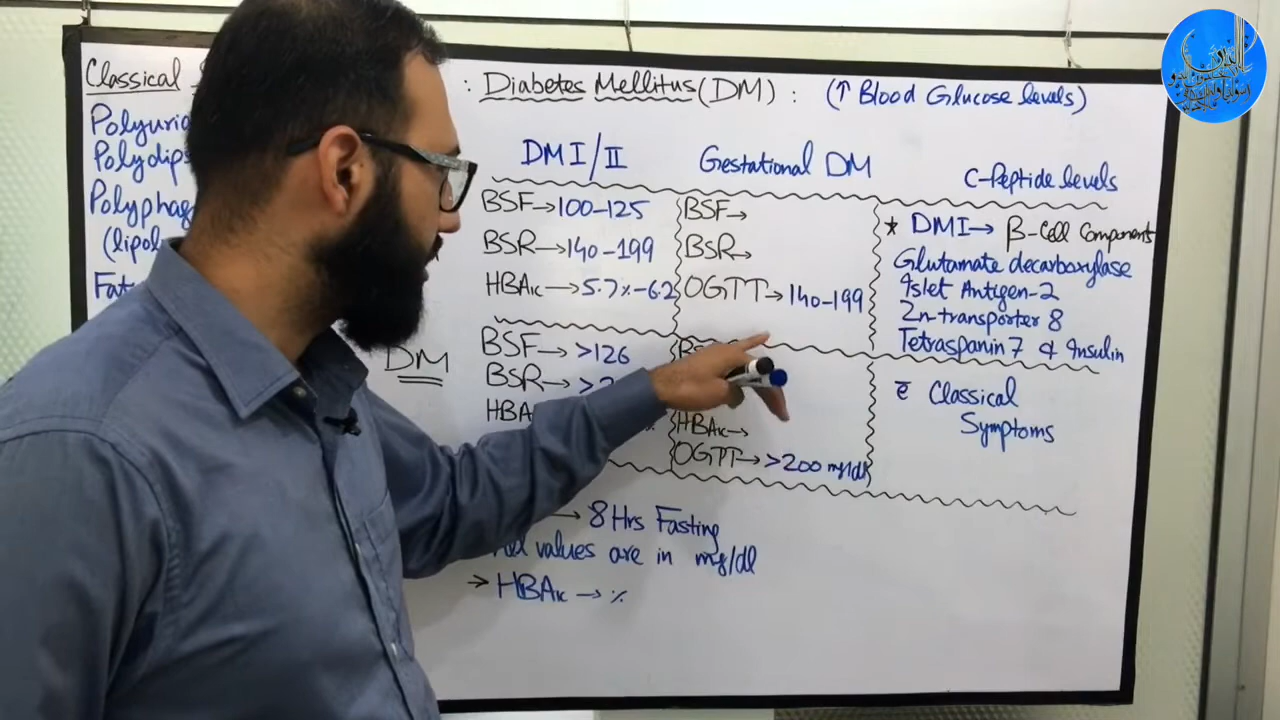 Classical
: Diabetes Mellitus (DM) : (↑ Blood Glucose levels)
Polyuria
Polydips
Polyphag
(lipol
Fat
DM I / II
BSF → 100-125
BSR → 140-199
HBA1c → 5.7%-6.2
DM
BSF → >126
BSR → >2
HBA
%
Gestational DM
BSF →
BSR →
OGTT → 140-199
HBA1c →
OGTT → >200 mg/dl
C-Peptide levels
* DMI → β-Cell Components
Glutamate decarboxylase
Islet Antigen-2
Zn-transporter 8
Tetraspanin 7 & Insulin
c̄ Classical
Symptoms
→ 8 Hrs Fasting
values are in mg/dl
→ HBA1c → %